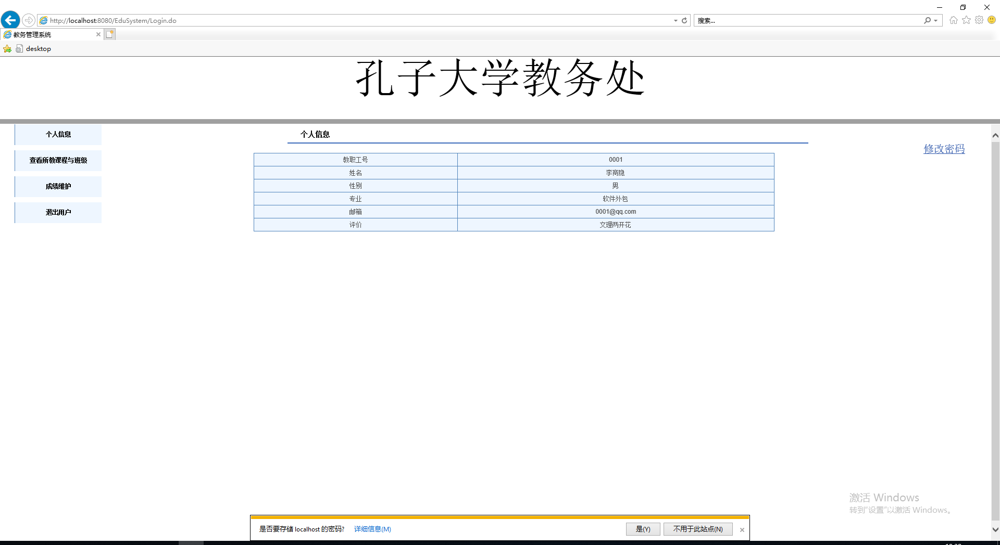 http://localhost:8080/EduSystem/Login.do
搜索...
教务管理系统
desktop
孔子大学教务处
个人信息
查看所教课程与班级
成绩维护
退出用户
个人信息
修改密码
教职工号 0001
姓名 李商隐
性别 男
专业 软件外包
邮箱 0001@qq.com
评价 文理两开花
激活 Windows
转到“设置”以激活 Windows。
是否要存储 localhost 的密码? 详细信息(M) 是(Y) 不用于此站点(N)